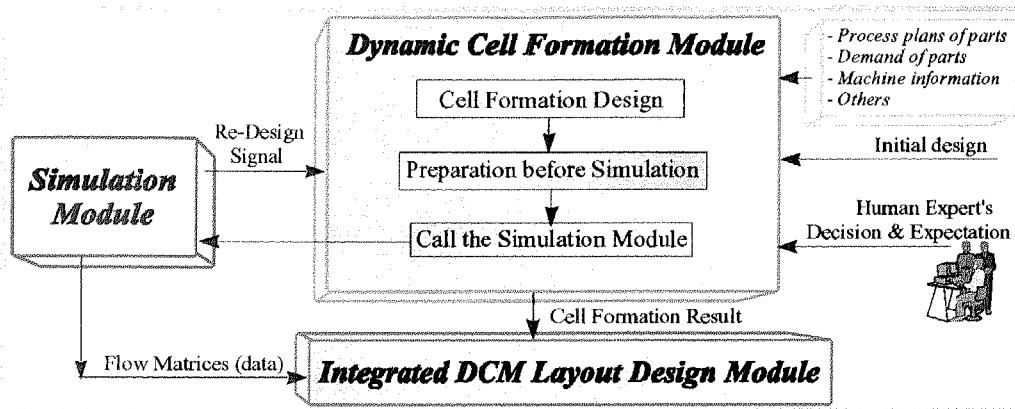 Dynamic Cell Formation Module
- Process plans of parts
- Demand of parts
- Machine information
- Others
Cell Formation Design
Re-Design
Signal
Initial design
Simulation
Module
Preparation before Simulation
Human Expert's
Decision & Expectation
Call the Simulation Module
Cell Formation Result
Flow Matrices (data)
Integrated DCM Layout Design Module